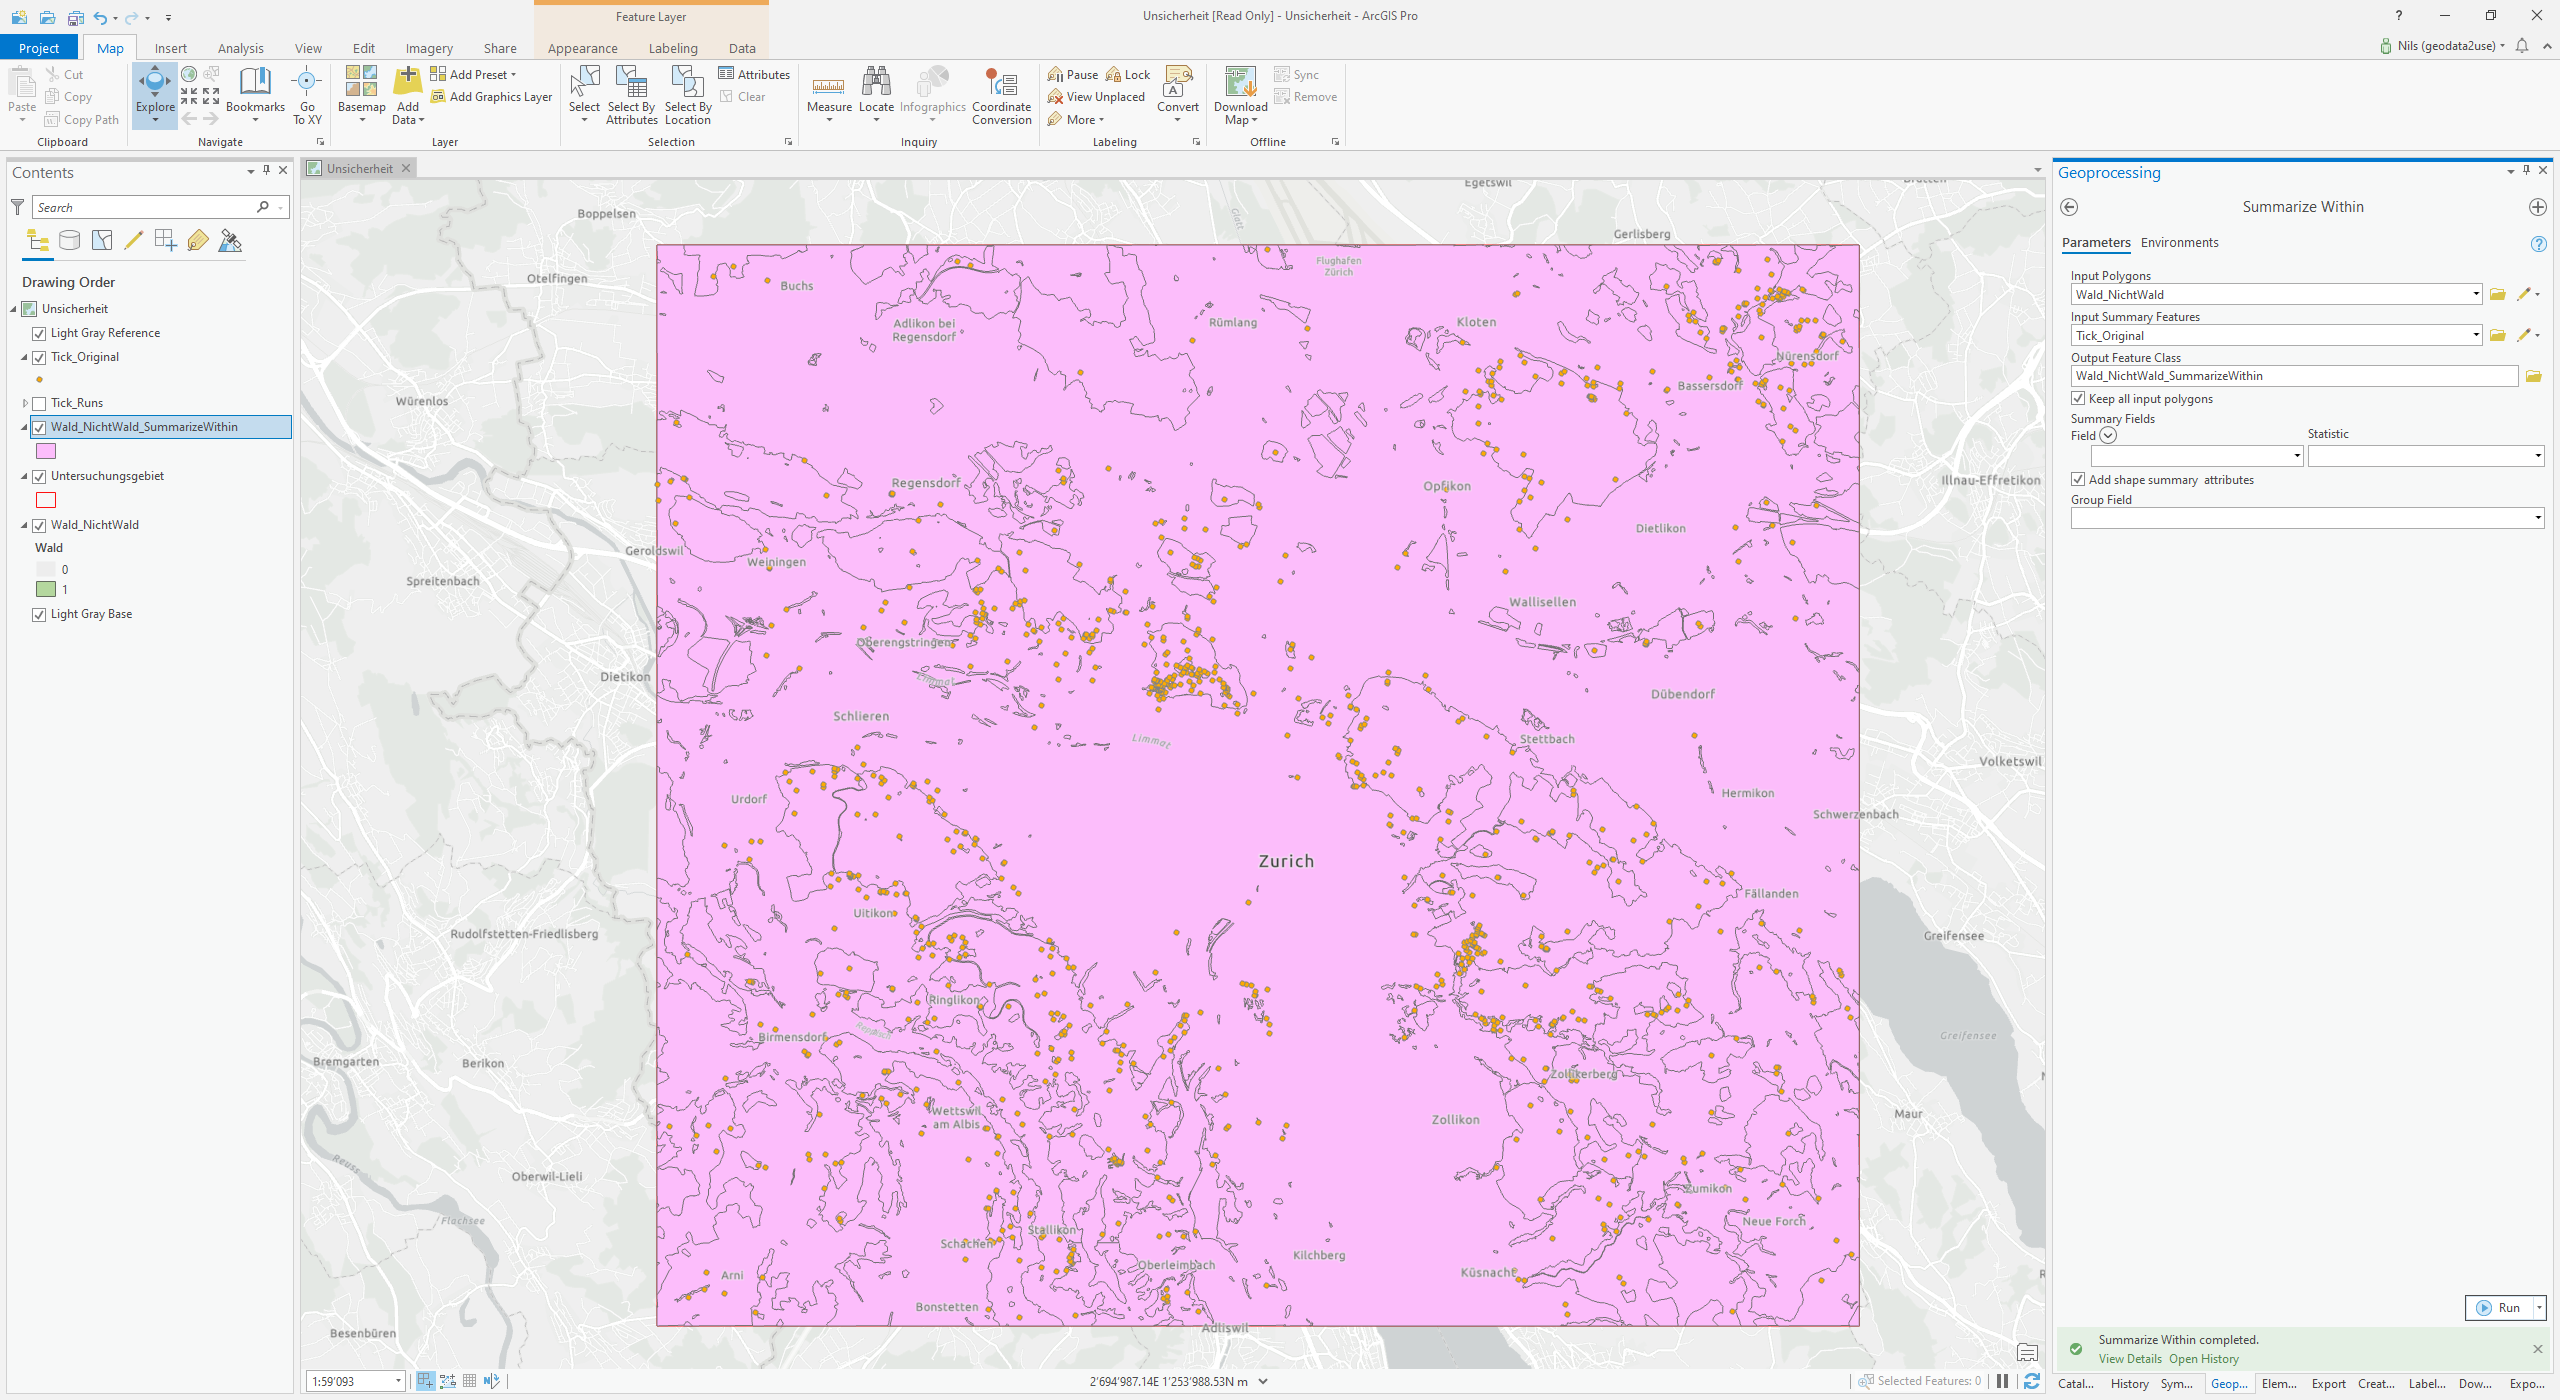 Feature Layer
Unsicherheit [Read Only] - Unsicherheit - ArcGIS Pro
?
Project
Map
Insert
Analysis
View
Edit
Imagery
Share
Appearance
Labeling
Data
Nils (geodata2use)
Paste
Cut
Copy
Copy Path
Clipboard
Explore
Bookmarks
Go
To XY
Navigate
Basemap
Add
Data
Add Preset
Add Graphics Layer
Layer
Select
Select By
Attributes
Select By
Location
Attributes
Clear
Selection
Measure
Locate
Infographics
Coordinate
Conversion
Inquiry
Pause
Lock
View Unplaced
More
Convert
Labeling
Download
Map
Sync
Remove
Offline
Contents
Search
Drawing Order
Unsicherheit
Light Gray Reference
Tick_Original
Tick_Runs
Wald_NichtWald_SummarizeWithin
Untersuchungsgebiet
Wald_NichtWald
Wald
0
1
Light Gray Base
Unsicherheit
Egetswil
Boppelsen
Glatt
Gerlisberg
Otelfingen
Buchs
Flughafen
Zürich
Adlikon bei
Regensdorf
Rümlang
Kloten
Nürensdorf
Bassersdorf
Würenlos
Regensdorf
Opfikon
Illnau-Effretikon
Dietlikon
Geroldswil
Weiningen
Spreitenbach
Wallisellen
Oberengstringen
Dietikon
Limmat
Dübendorf
Schlieren
Limmat
Stettbach
Volketswil
Urdorf
Hermikon
Schwerzenbach
Zurich
Fällanden
Uitikon
Rudolfstetten-Friedlisberg
Greifensee
Ringlikon
Reppisch
Birmensdorf
Greifensee
Bremgarten
Berikon
Zollikerberg
Wettswil
am Albis
Zollikon
Maur
Reuss
Oberwil-Lieli
Zumikon
Flachsee
Neue Forch
Stallikon
Schachen
Kilchberg
Oberleimbach
Arni
Küsnacht
Bonstetten
Adliswil
Besenbüren
1:59'093
2'694'987.14E 1'253'988.53N m
Selected Features: 0
Geoprocessing
Summarize Within
Parameters
Environments
?
Input Polygons
Wald_NichtWald
Input Summary Features
Tick_Original
Output Feature Class
Wald_NichtWald_SummarizeWithin
Keep all input polygons
Summary Fields
Field
Statistic
Add shape summary attributes
Group Field
Run
Summarize Within completed.
View Details Open History
Catal...
History
Sym...
Geop...
Elem...
Export
Creat...
Label...
Dow...
Expo...